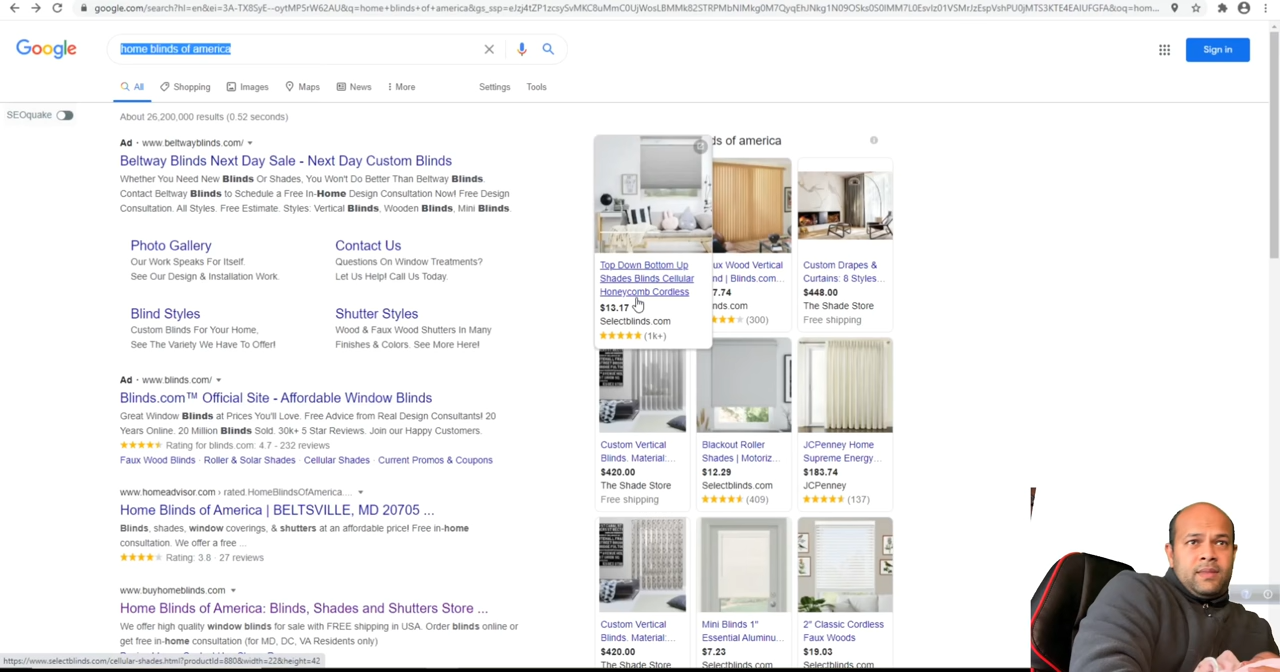 google.com/search?hl=en&ei=3A-TX8SyE--oytMP5rW62AU&q=home+blinds+of+america&gs_ssp=
Google
home blinds of america
Sign in
All
Shopping
Images
Maps
News
More
Settings
Tools
SEOquake
About 26,200,000 results (0.52 seconds)
Ad · www.beltwayblinds.com/
Beltway Blinds Next Day Sale - Next Day Custom Blinds
Whether You Need New Blinds Or Shades, You Won't Do Better Than Beltway Blinds.
Contact Beltway Blinds to Schedule a Free In-Home Design Consultation Now! Free Design
Consultation. All Styles. Free Estimate. Styles: Vertical Blinds, Wooden Blinds, Mini Blinds.
Photo Gallery
Our Work Speaks For Itself.
See Our Design & Installation Work.
Contact Us
Questions On Window Treatments?
Let Us Help! Call Us Today.
Blind Styles
Custom Blinds For Your Home,
See The Variety We Have To Offer!
Shutter Styles
Wood & Faux Wood Shutters In Many
Finishes & Colors. See More Here!
Ad · www.blinds.com/
Blinds.com™ Official Site - Affordable Window Blinds
Great Window Blinds at Prices You'll Love. Free Advice from Real Design Consultants! 20
Years Online. 20 Million Blinds Sold. 30k+ 5 Star Reviews. Join our Happy Customers.
Rating for blinds.com: 4.7 - 232 reviews
Faux Wood Blinds · Roller & Solar Shades · Cellular Shades · Current Promos & Coupons
www.homeadvisor.com › rated.HomeBlindsOfAmerica....
Home Blinds of America | BELTSVILLE, MD 20705 ...
Blinds, shades, window coverings, & shutters at an affordable price! Free in-home
consultation. We offer a free ...
Rating: 3.8 · 27 reviews
www.buyhomeblinds.com
Home Blinds of America: Blinds, Shades and Shutters Store ...
We offer high quality window blinds for sale with FREE shipping in USA. Order blinds online or
get free in-home consultation (for MD, DC, VA Residents only)
https://www.selectblinds.com/cellular-shades.html?productId=880&width=22&height=42
ds of america
Top Down Bottom Up
Shades Blinds Cellular
Honeycomb Cordless
$13.17
Selectblinds.com
(1k+)
ux Wood Vertical
nd | Blinds.com...
7.74
nds.com
(300)
Custom Drapes &
Curtains: 8 Styles...
$448.00
The Shade Store
Free shipping
Custom Vertical
Blinds. Material:...
$420.00
The Shade Store
Free shipping
Blackout Roller
Shades | Motoriz...
$12.29
Selectblinds.com
(409)
JCPenney Home
Supreme Energy...
$183.74
JCPenney
(137)
Custom Vertical
Blinds. Material:...
$420.00
The Shade Store
Mini Blinds 1"
Essential Aluminu...
$7.23
Selectblinds.com
2" Classic Cordless
Faux Woods
$19.03
Selectblinds.com